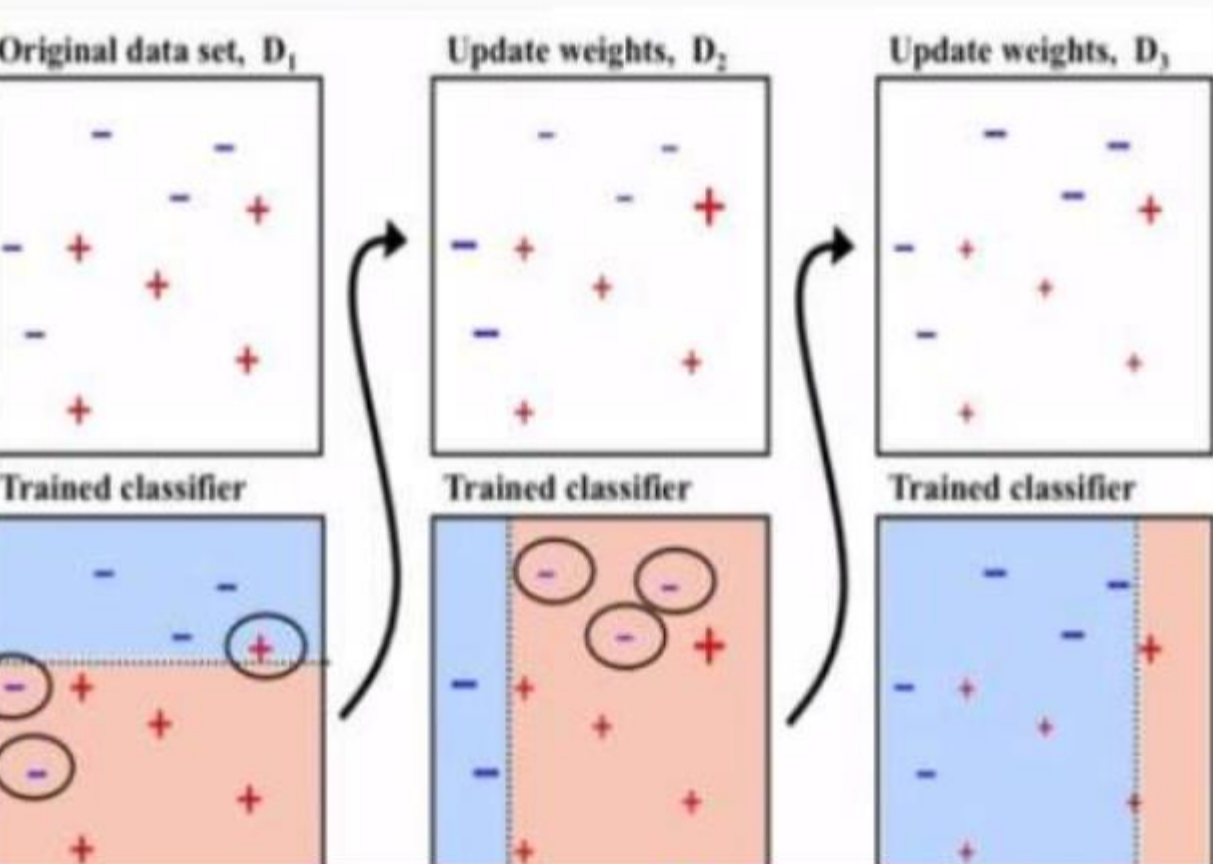 Original data set, D₁
Update weights, D₂
Update weights, D₃
Trained classifier
Trained classifier
Trained classifier